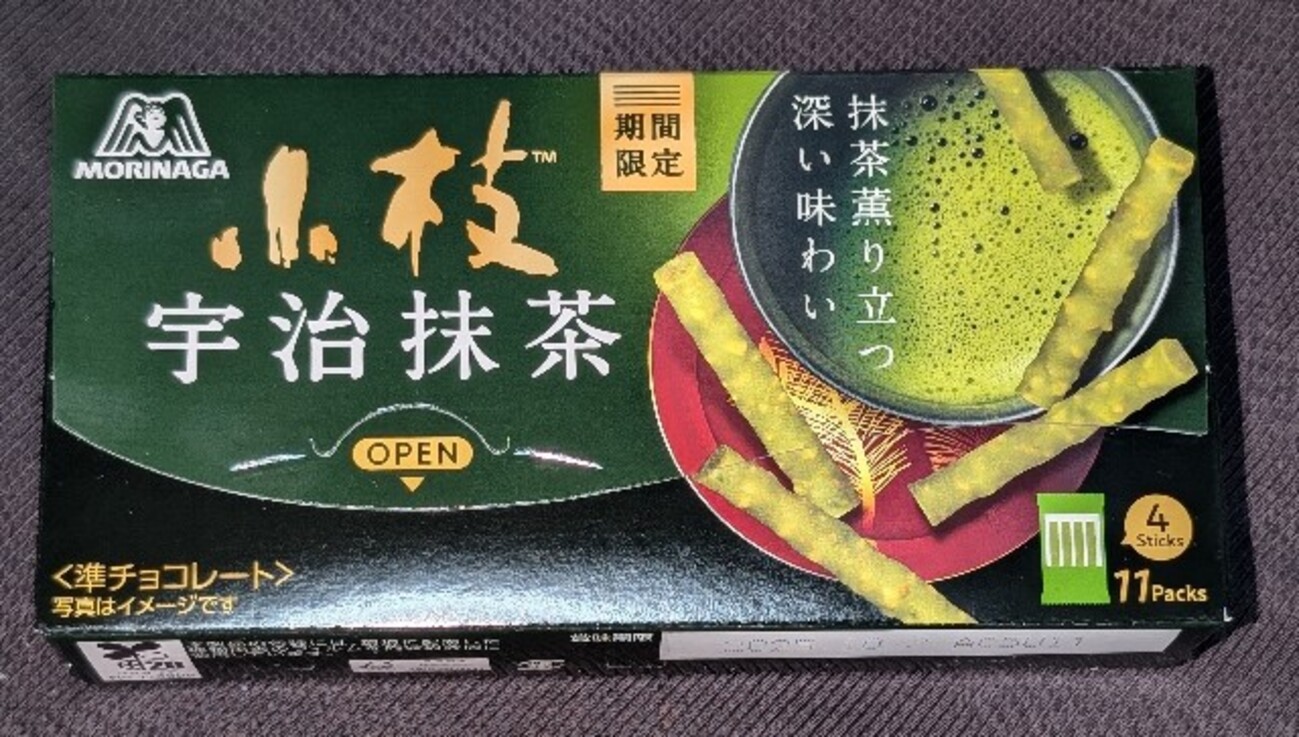 MORINAGA
小枝™
宇治抹茶
期間
限定
抹茶薫り立つ
深い味わい
OPEN
<準チョコレート>
写真はイメージです
4
Sticks
11Packs
賞味期限